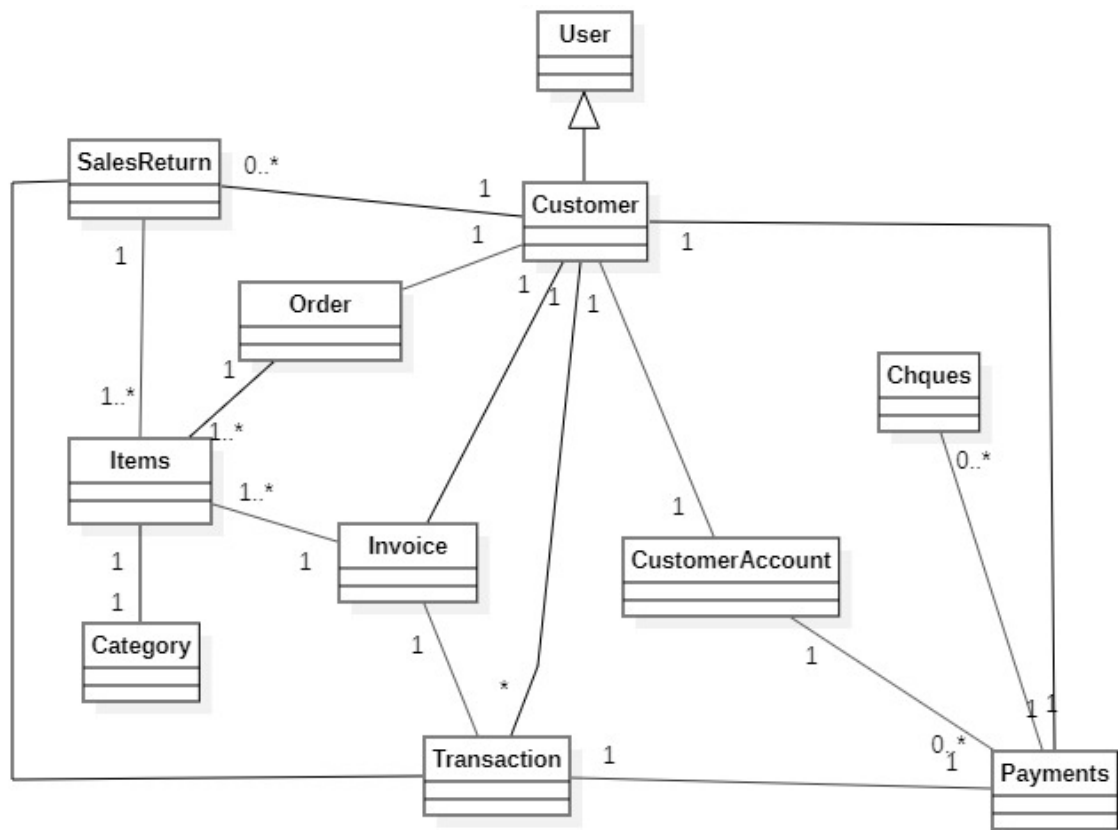 User
SalesReturn
0..*
1
Customer
1
1
1
1
1
1
Order
1
1..*
1..*
Chques
0..*
Items
1..*
1
Invoice
1
CustomerAccount
1
1
Category
1
1
*
1
1
0..*
1
1
Transaction
1
Payments